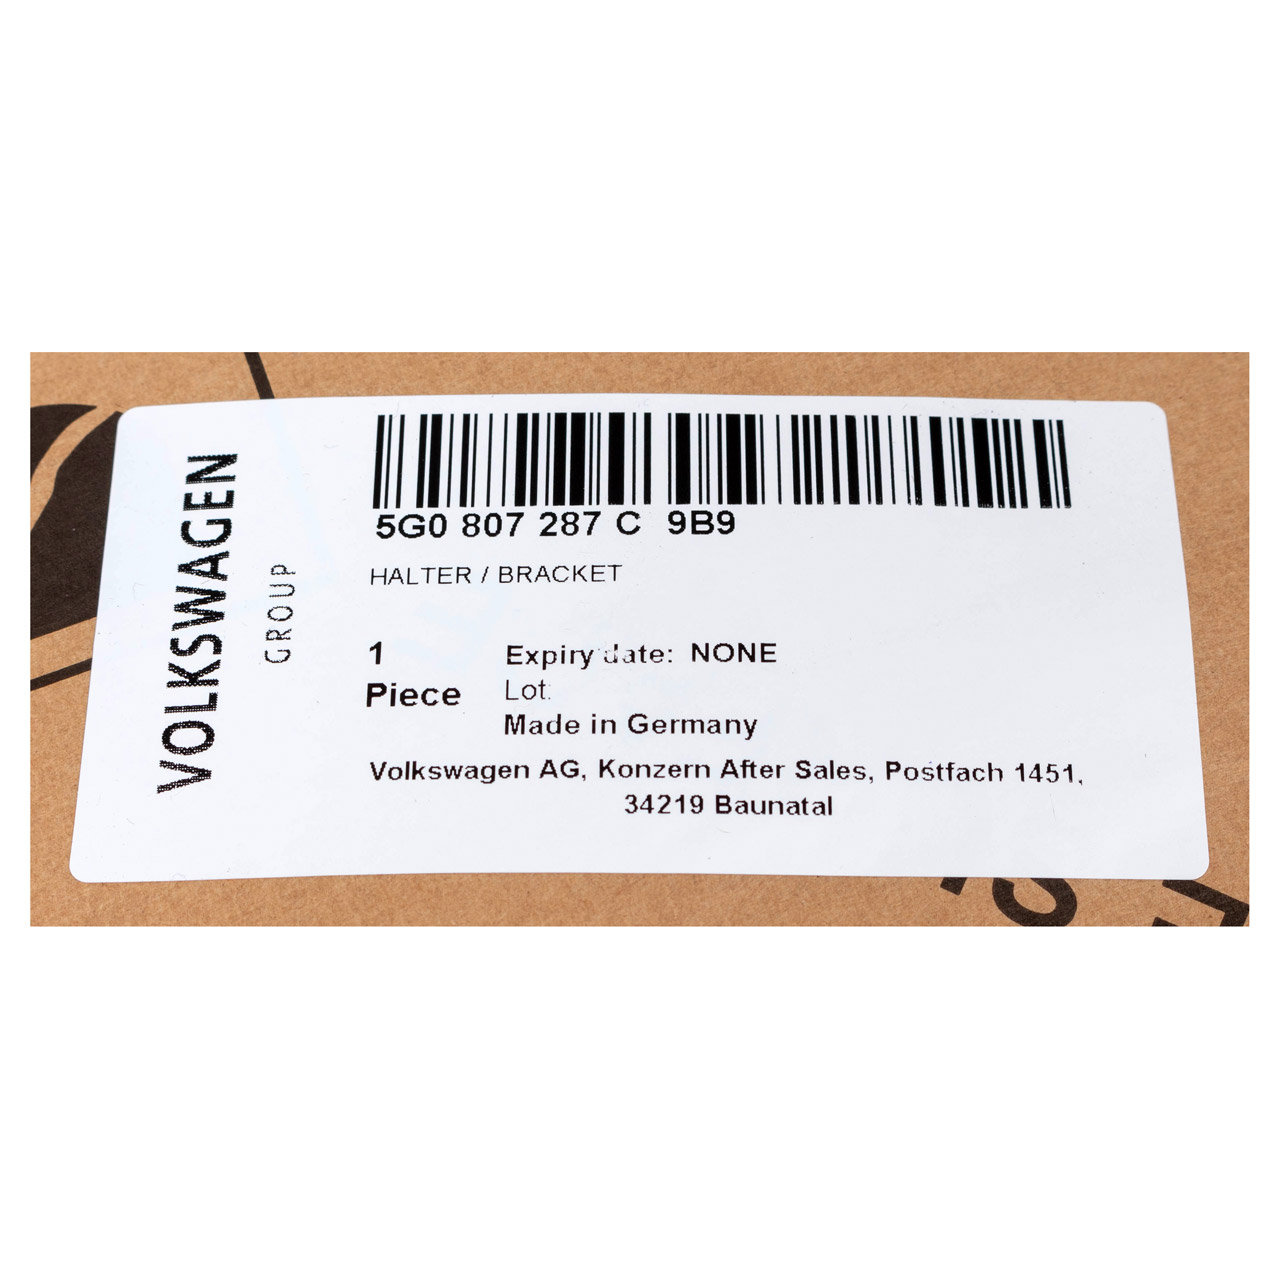 VOLKSWAGEN
GROUP
5G0 807 287 C 9B9
HALTER / BRACKET
1
Piece
Expiry date: NONE
Lot:
Made in Germany
Volkswagen AG, Konzern After Sales, Postfach 1451,
34219 Baunatal